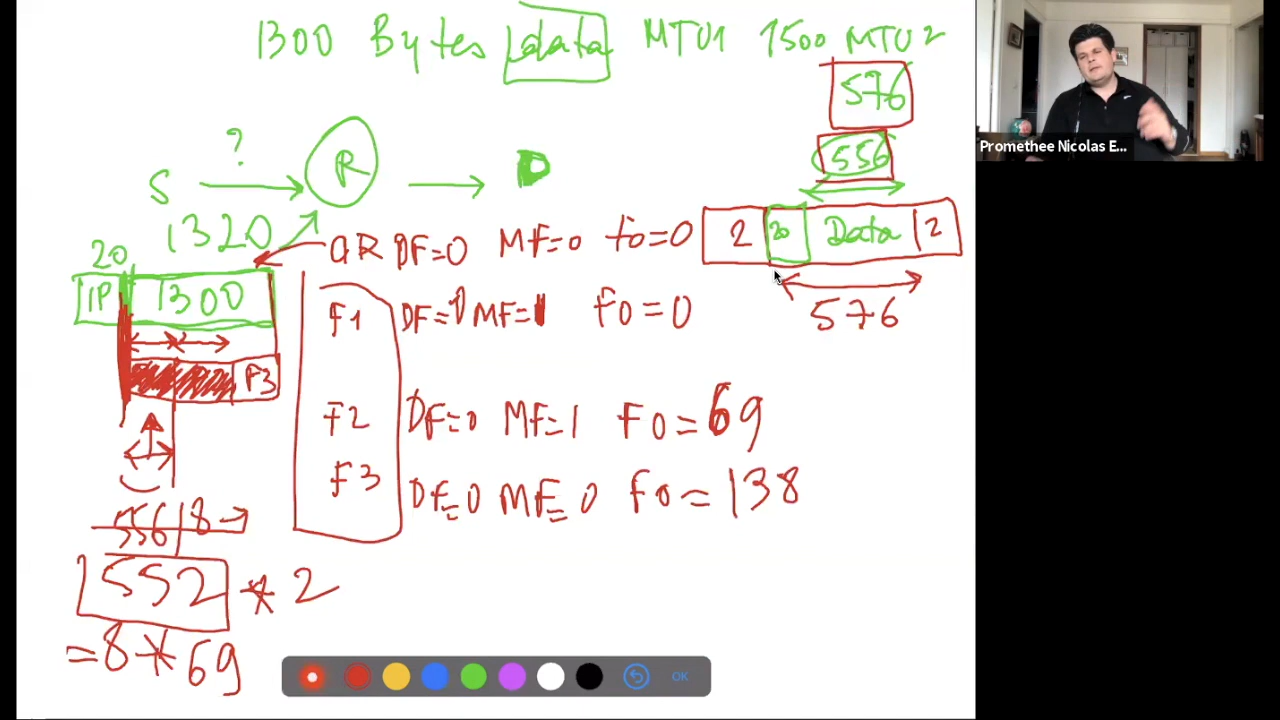 1300 Bytes data MTU1 1500 MTU2
576
556
?
S R D
1320
20
IP 1300
OR DF=0 MF=0 fo=0
2 20 Data 2
576
F1 DF=0 MF=1 fo=0
F3
F2 DF=0 MF=1 Fo=69
F3 DF=0 MF=0 fo=138
556/8
552 * 2
=8*69
Promethee Nicolas E...
OK